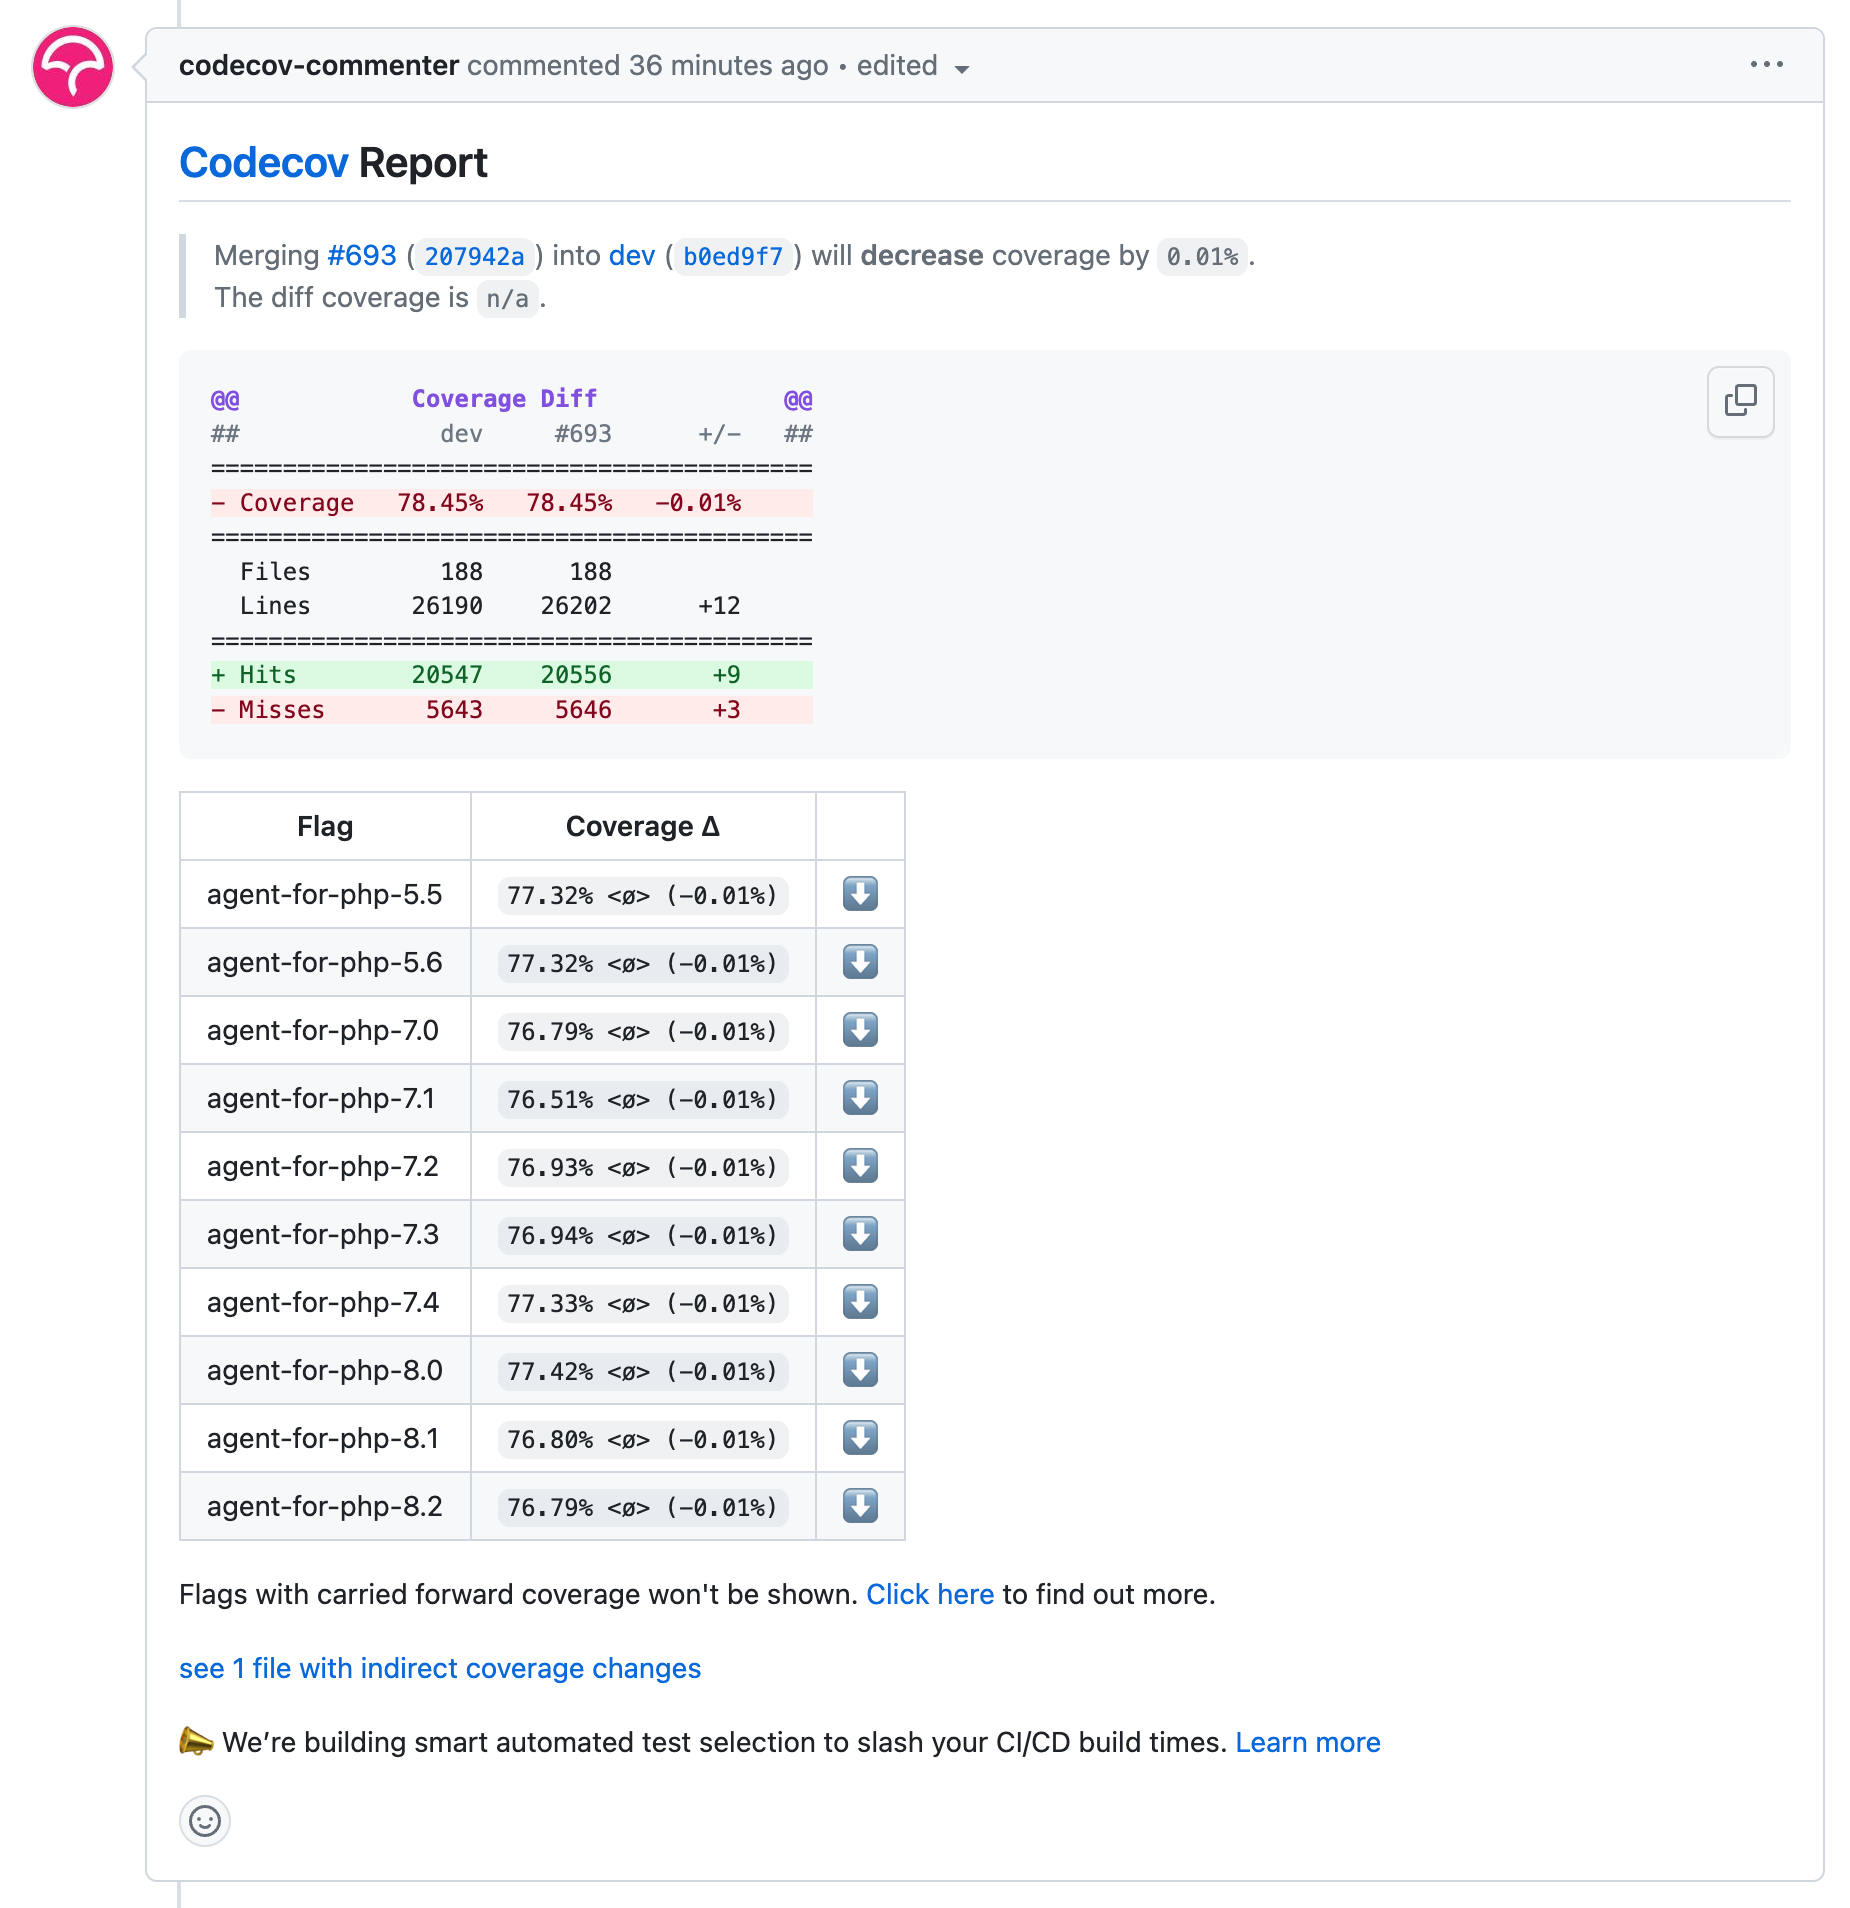 codecov-commenter commented 36 minutes ago • edited
Codecov Report
Merging #693 (207942a) into dev (b0ed9f7) will decrease coverage by 0.01%.
The diff coverage is n/a.
@@            Coverage Diff             @@
##              dev     #693      +/-   ##
==========================================
- Coverage   78.45%   78.45%   -0.01%
==========================================
  Files         188      188
  Lines       26190    26202      +12
==========================================
+ Hits        20547    20556       +9
- Misses       5643     5646       +3
Flag Coverage Δ
agent-for-php-5.5 77.32% <ø> (-0.01%) ⬇️
agent-for-php-5.6 77.32% <ø> (-0.01%) ⬇️
agent-for-php-7.0 76.79% <ø> (-0.01%) ⬇️
agent-for-php-7.1 76.51% <ø> (-0.01%) ⬇️
agent-for-php-7.2 76.93% <ø> (-0.01%) ⬇️
agent-for-php-7.3 76.94% <ø> (-0.01%) ⬇️
agent-for-php-7.4 77.33% <ø> (-0.01%) ⬇️
agent-for-php-8.0 77.42% <ø> (-0.01%) ⬇️
agent-for-php-8.1 76.80% <ø> (-0.01%) ⬇️
agent-for-php-8.2 76.79% <ø> (-0.01%) ⬇️
Flags with carried forward coverage won't be shown. Click here to find out more.
see 1 file with indirect coverage changes
📣 We’re building smart automated test selection to slash your CI/CD build times. Learn more